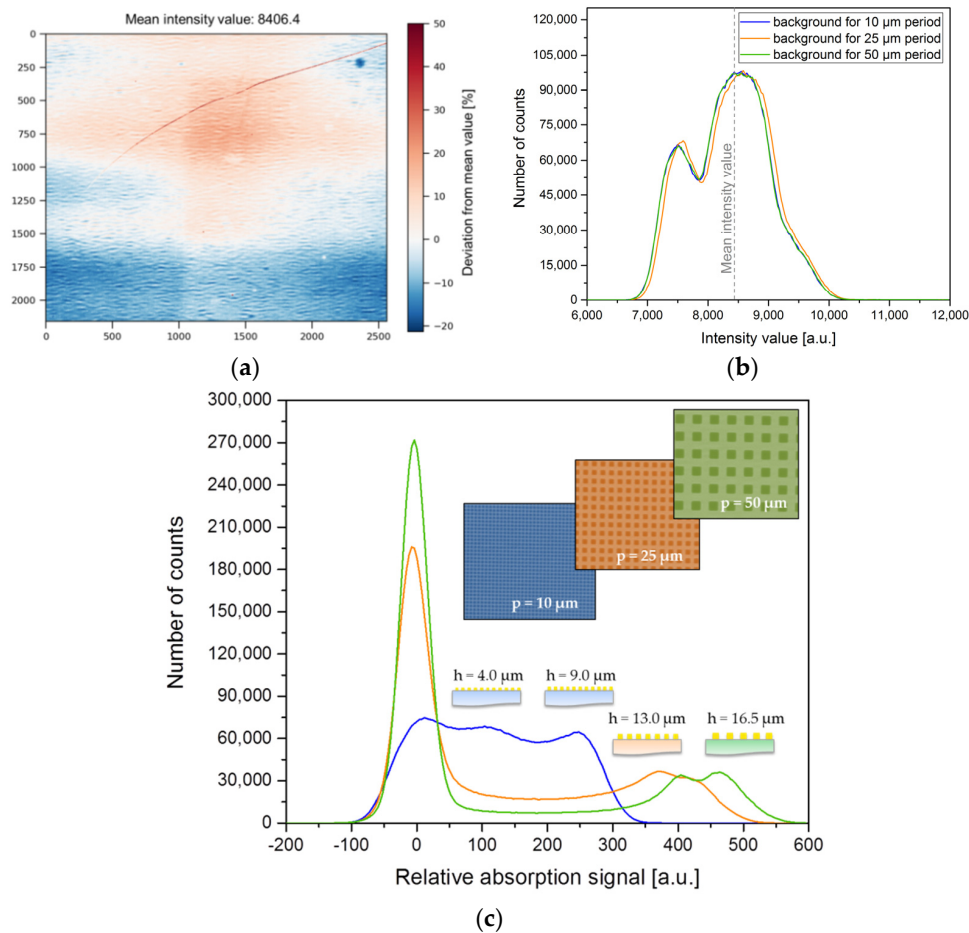 Mean intensity value: 8406.4
0
250
500
750
1000
1250
1500
1750
2000
0
500
1000
1500
2000
2500
50
40
30
20
10
0
−10
−20
Deviation from mean value [%]
(a)
120,000
105,000
90,000
75,000
60,000
45,000
30,000
15,000
0
Number of counts
background for 10 µm period
background for 25 µm period
background for 50 µm period
Mean intensity value
6,000
7,000
8,000
9,000
10,000
11,000
12,000
Intensity value [a.u.]
(b)
300,000
270,000
240,000
210,000
180,000
150,000
120,000
90,000
60,000
30,000
0
Number of counts
p = 50 µm
p = 25 µm
p = 10 µm
h = 4.0 µm
h = 9.0 µm
h = 13.0 µm
h = 16.5 µm
-200
-100
0
100
200
300
400
500
600
Relative absorption signal [a.u.]
(c)